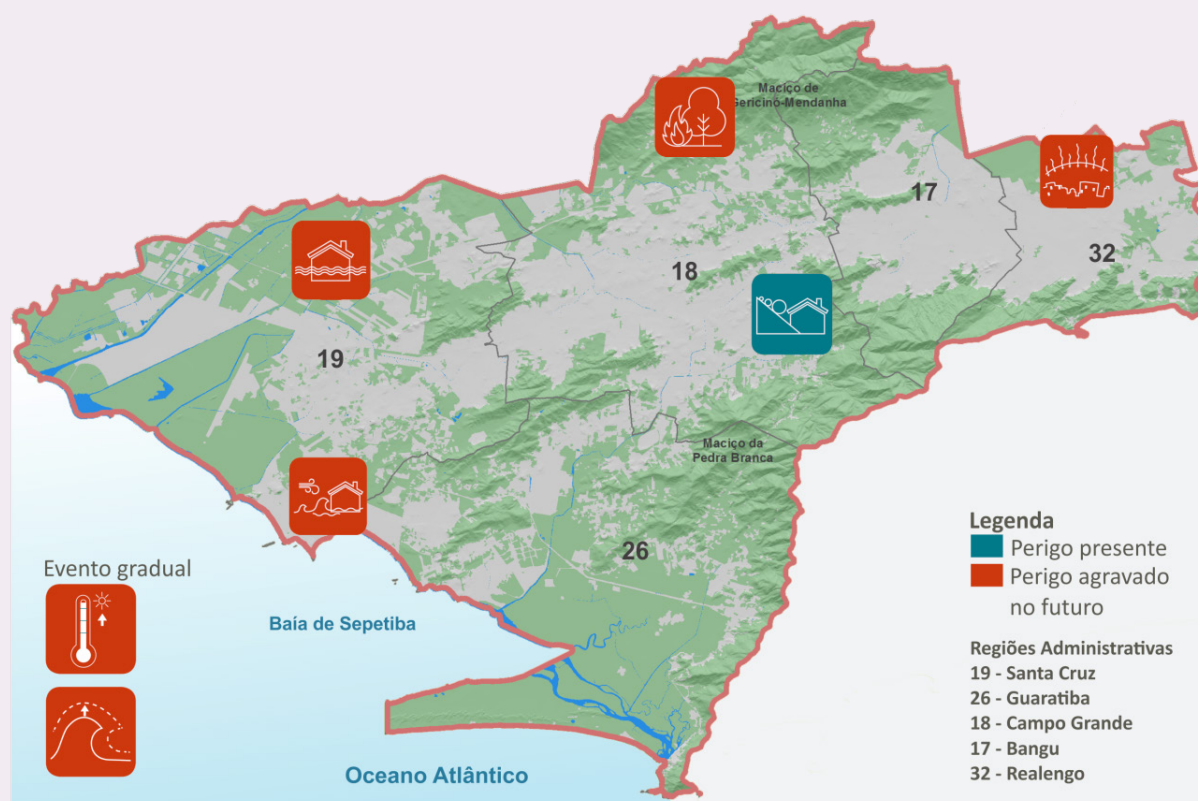 Maciço de
Gericinó-Mendanha
17
32
18
19
Maciço da
Pedra Branca
26
Evento gradual
Baía de Sepetiba
Oceano Atlântico
Legenda
Perigo presente
Perigo agravado
no futuro
Regiões Administrativas
19 - Santa Cruz
26 - Guaratiba
18 - Campo Grande
17 - Bangu
32 - Realengo